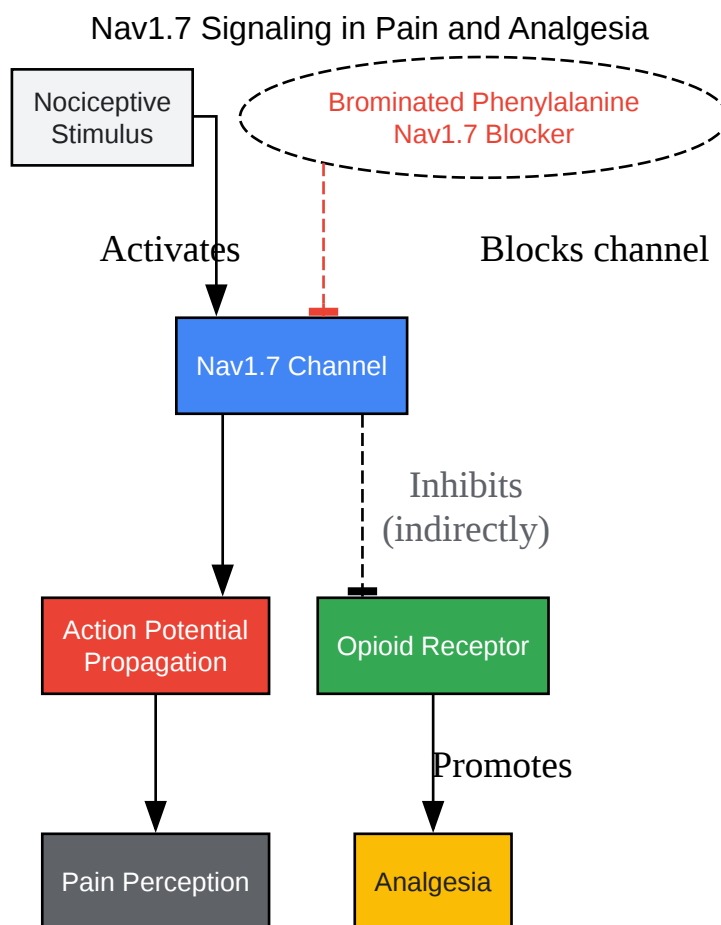 Nav1.7 Signaling in Pain and Analgesia
Nociceptive
Stimulus
Brominated Phenylalanine
Nav1.7 Blocker
Activates
Blocks channel
Nav1.7 Channel
Inhibits
(indirectly)
Action Potential
Propagation
Opioid Receptor
Promotes
Pain Perception
Analgesia